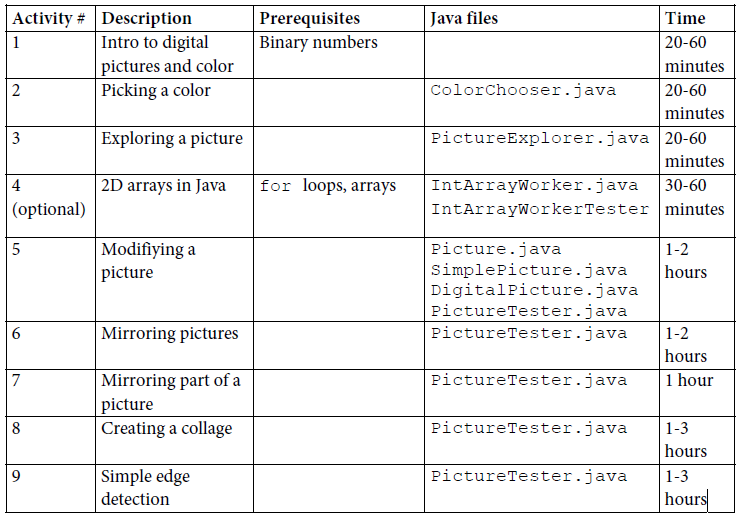 Activity # Description Prerequisites Java files Time
1 Intro to digital Binary numbers 20-60
pictures and color minutes
2 Picking a color ColorChooser.java 20-60
minutes
3 Exploring a picture PictureExplorer.java 20-60
minutes
4 2D arrays in Java for loops, arrays IntArrayWorker.java 30-60
(optional) IntArrayWorkerTester minutes
5 Modifiying a Picture.java 1-2
picture SimplePicture.java hours
DigitalPicture.java
PictureTester.java
6 Mirroring pictures PictureTester.java 1-2
hours
7 Mirroring part of a PictureTester.java 1 hour
picture
8 Creating a collage PictureTester.java 1-3
hours
9 Simple edge PictureTester.java 1-3
detection hours